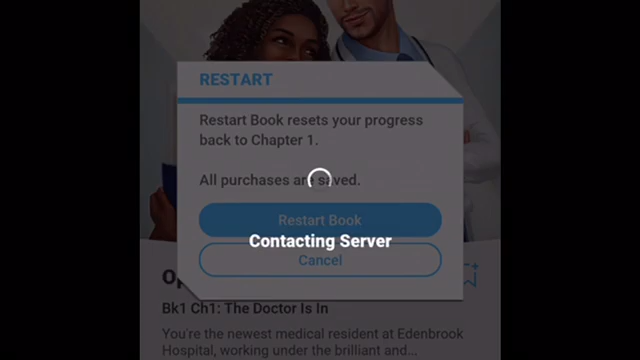 RESTART
Restart Book resets your progress
back to Chapter 1.
All purchases are saved.
Restart Book
Contacting Server
Cancel
Op
Bk1 Ch1: The Doctor Is In
You're the newest medical resident at Edenbrook
Hospital, working under the brilliant and...